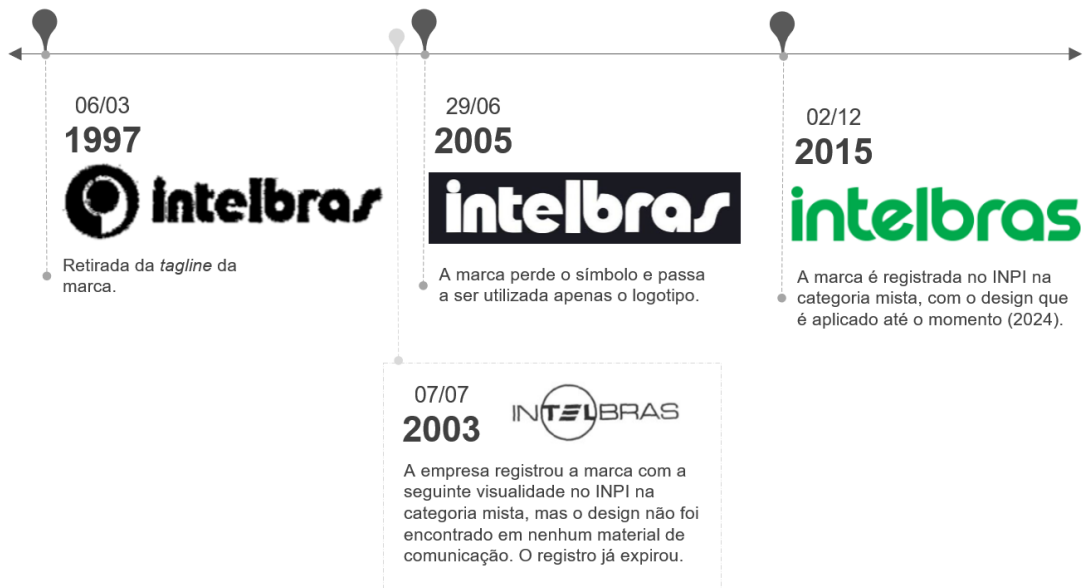 06/03
1997
intelbras
Retirada da tagline da
marca.
29/06
2005
intelbras
A marca perde o símbolo e passa
a ser utilizada apenas o logotipo.
02/12
2015
intelbras
A marca é registrada no INPI na
categoria mista, com o design que
é aplicado até o momento (2024).
07/07
2003
INTELBRAS
A empresa registrou a marca com a
seguinte visualidade no INPI na
categoria mista, mas o design não foi
encontrado em nenhum material de
comunicação. O registro já expirou.